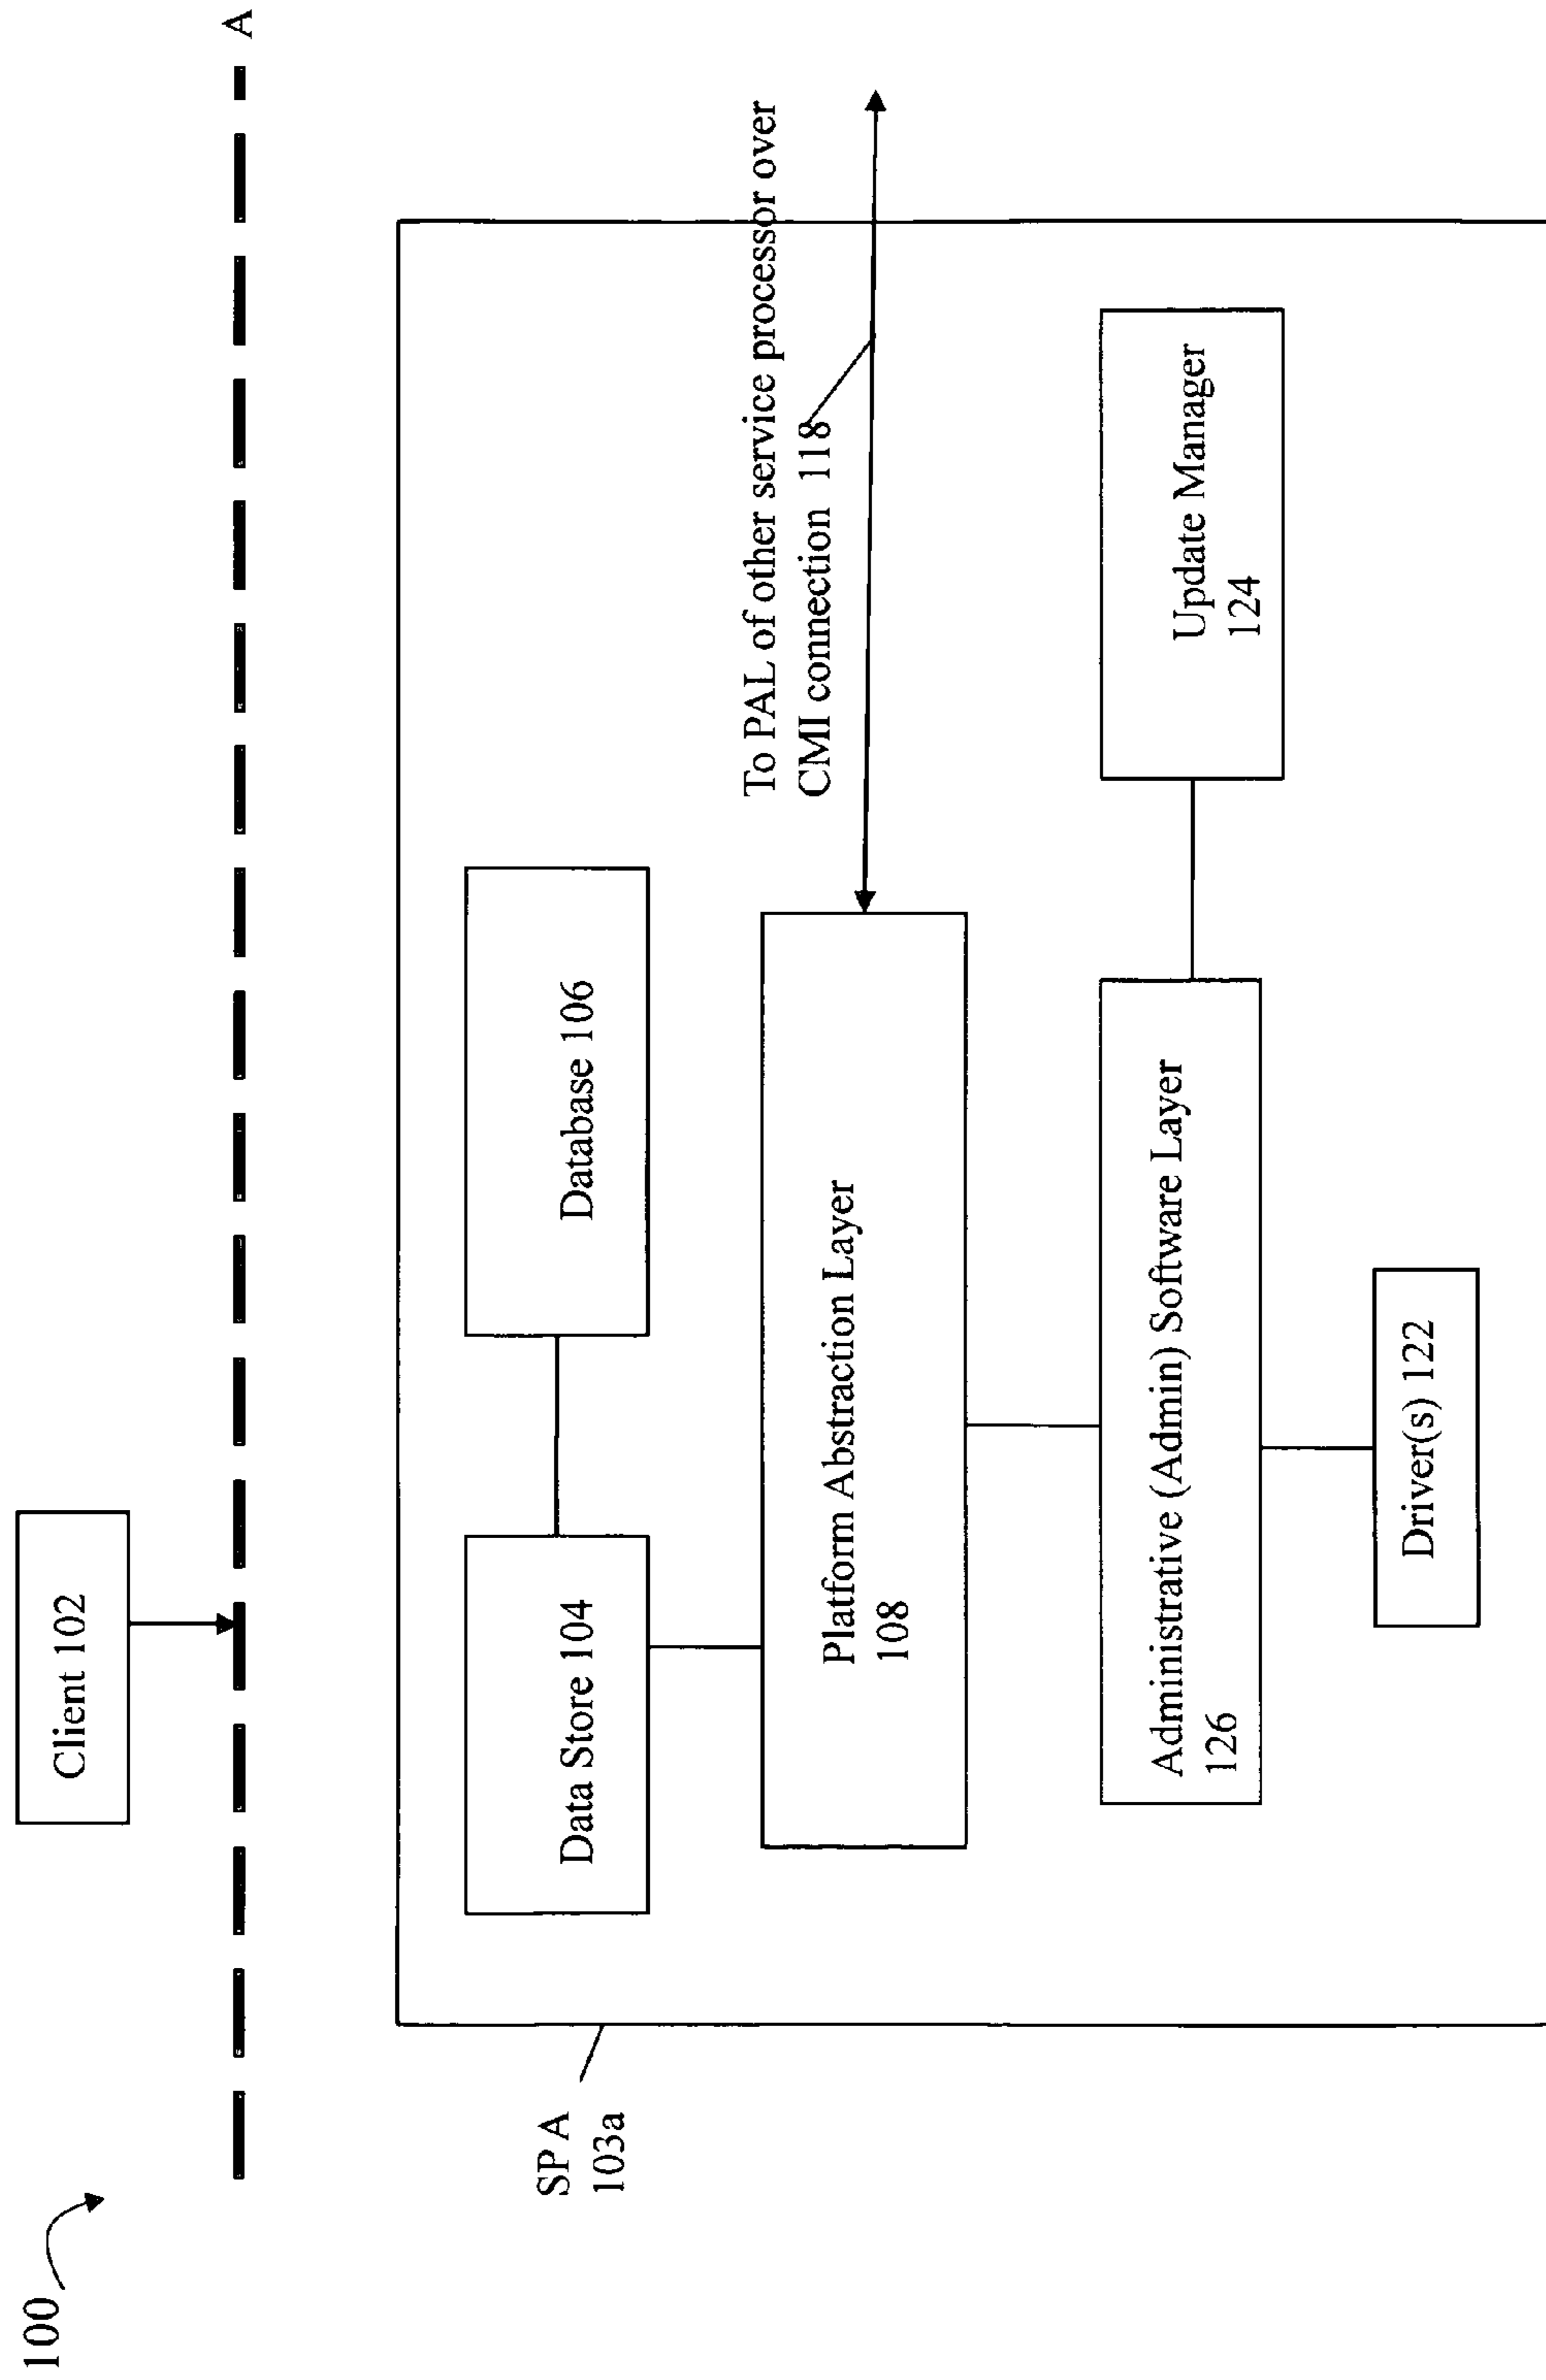 100
Client 102
A
SP A
103a
Data Store 104
Database 106
To PAL of other service processor over
CMI connection 118
Platform Abstraction Layer
108
Administrative (Admin) Software Layer
126
Update Manager
124
Driver(s) 122